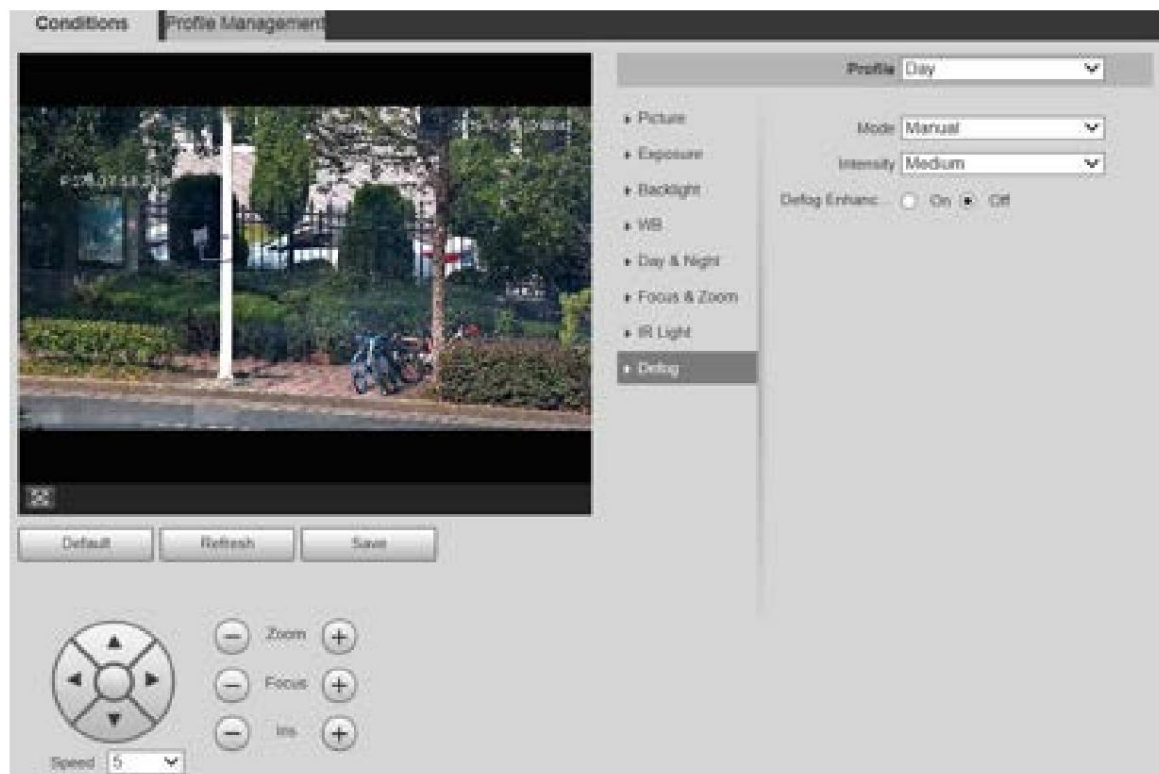 Conditions
Profile Management
Profile Day
Picture
Exposure
Backlight
WB
Day & Night
Focus & Zoom
IR Light
Defog
Mode Manual
Intensity Medium
Defog Enhanc... On Off
Default Refresh Save
Zoom
Focus
Iris
Speed 5